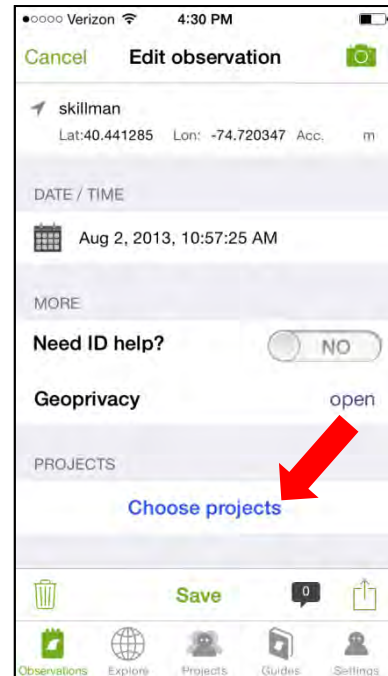 Verizon 4:30 PM
Cancel Edit observation
skillman
Lat:40.441285 Lon: -74.720347 Acc. m
DATE / TIME
Aug 2, 2013, 10:57:25 AM
MORE
Need ID help? NO
Geoprivacy open
PROJECTS
Choose projects
Save 0
Observations Explore Projects Guides Settings